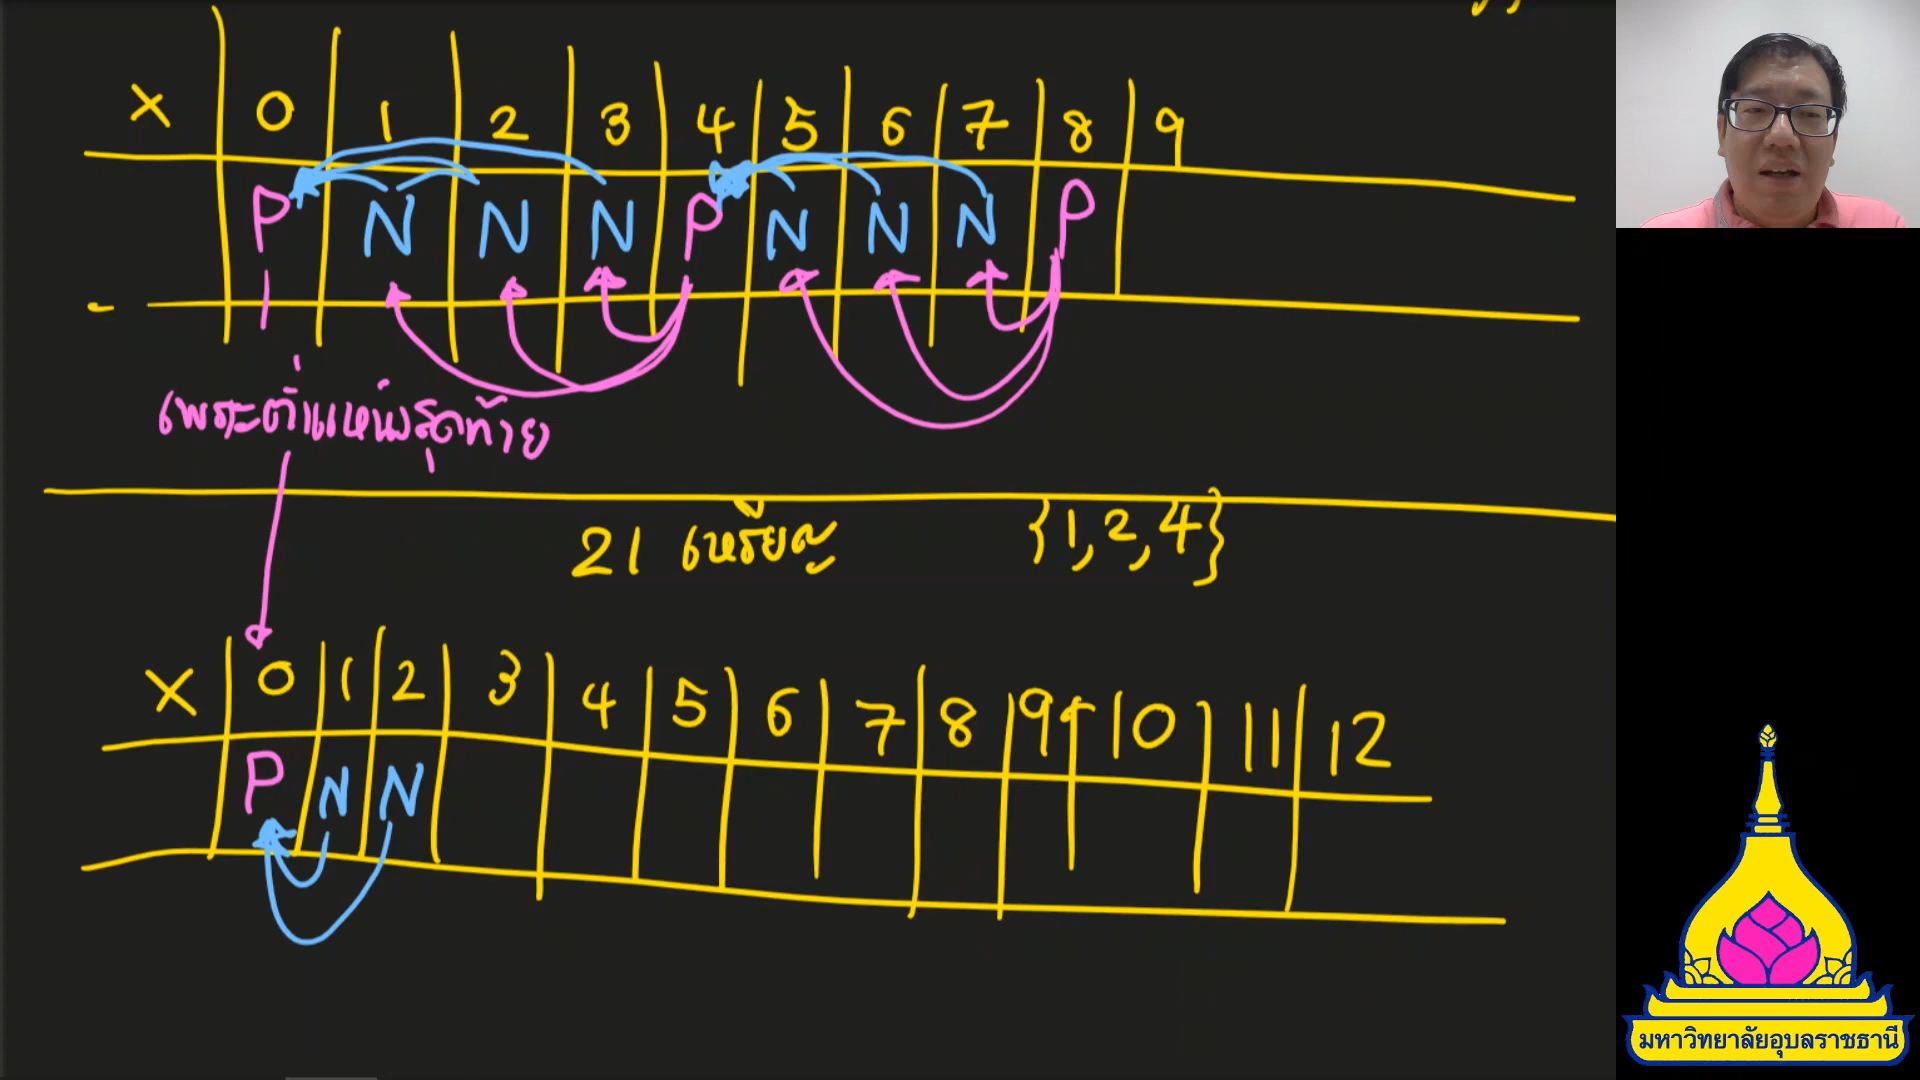 X 0 1 2 3 4 5 6 7 8 9
P N N N P N N N P
เพราะตำแหน่งสุดท้าย
21 เหรียญ {1,2,4}
X 0 1 2 3 4 5 6 7 8 9 10 11 12
P N N
มหาวิทยาลัยอุบลราชธานี